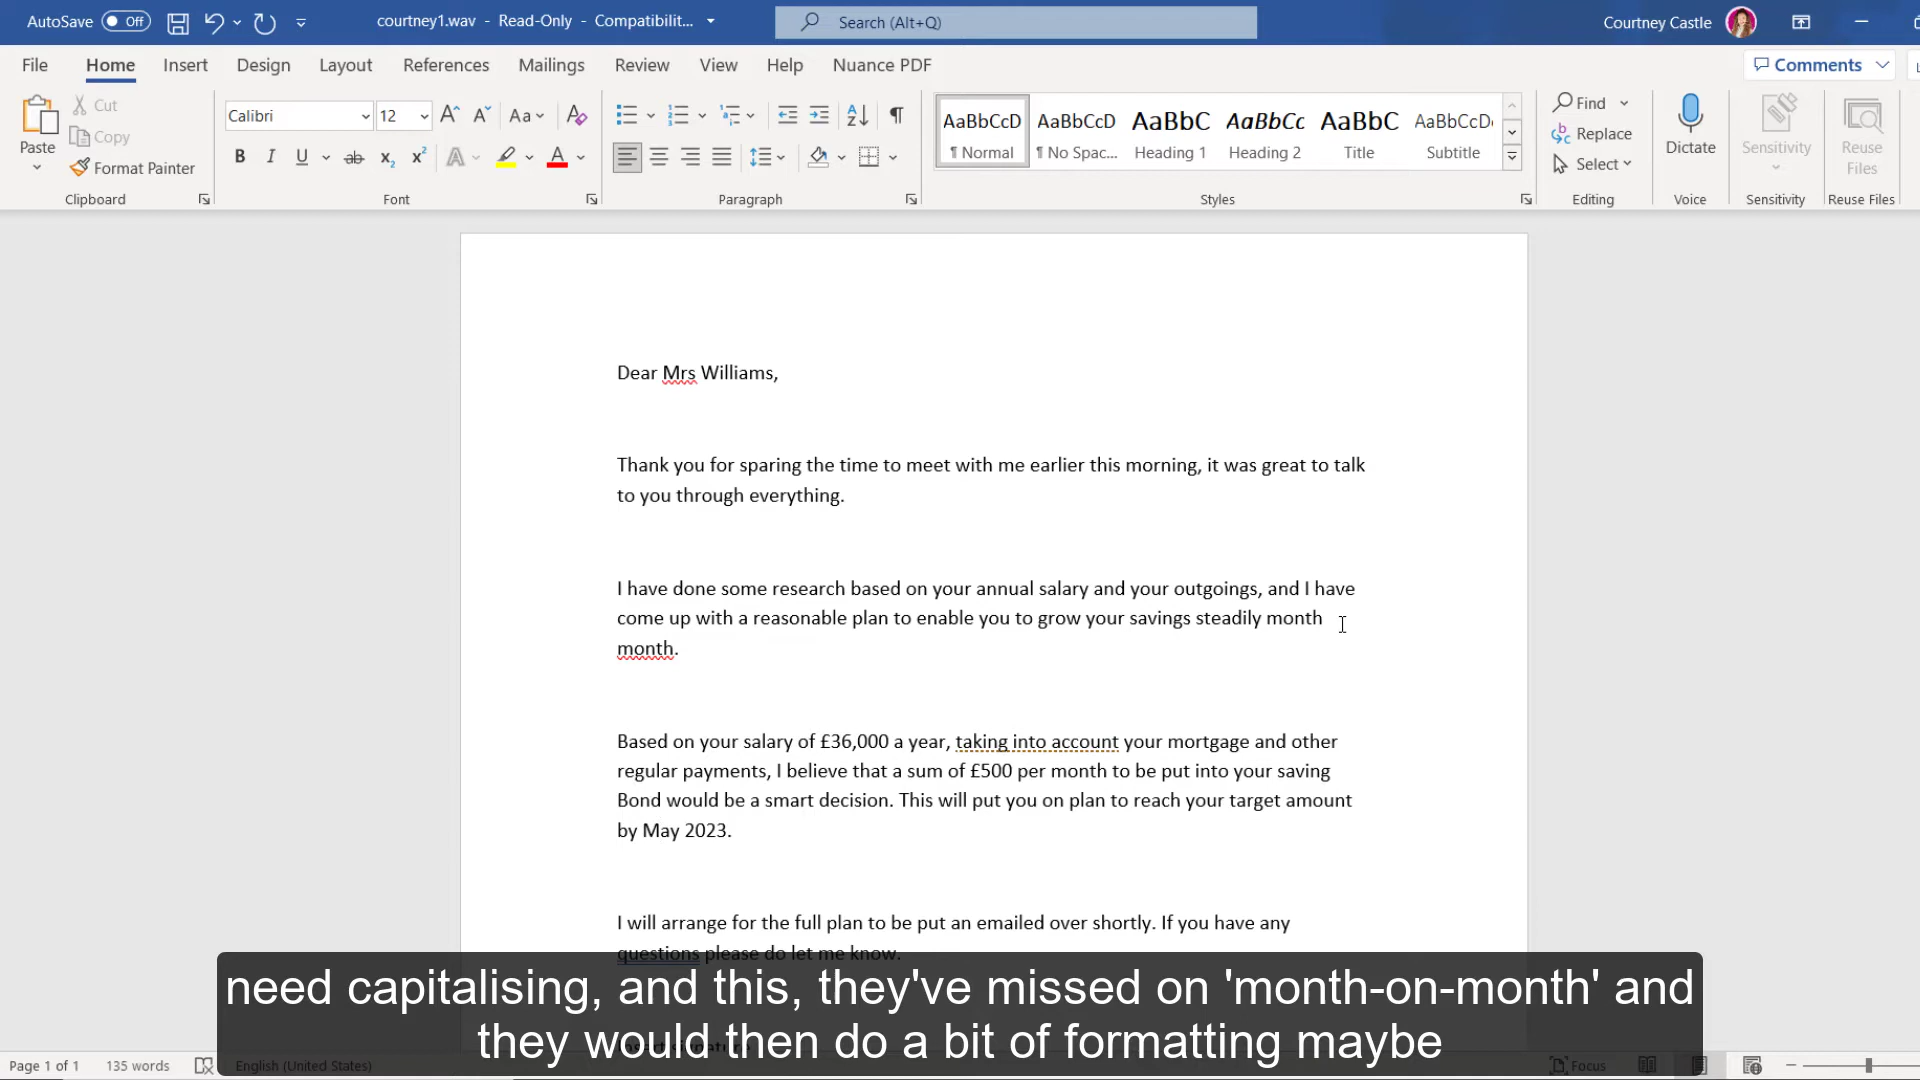 AutoSave Off courtney1.wav - Read-Only - Compatibilit... Search (Alt+Q) Courtney Castle
File Home Insert Design Layout References Mailings Review View Help Nuance PDF Comments
Paste Cut
Copy
Format Painter
Calibri 12
AaBbCcD AaBbCcD AaBbC AaBbCc AaBbC AaBbCcD
¶ Normal ¶ No Spac... Heading 1 Heading 2 Title Subtitle
Find
Replace
Select
Dictate
Sensitivity
Reuse
Files
Clipboard Font Paragraph Styles Editing Voice Sensitivity Reuse Files
Dear Mrs Williams,
Thank you for sparing the time to meet with me earlier this morning, it was great to talk
to you through everything.
I have done some research based on your annual salary and your outgoings, and I have
come up with a reasonable plan to enable you to grow your savings steadily month
month.
Based on your salary of £36,000 a year, taking into account your mortgage and other
regular payments, I believe that a sum of £500 per month to be put into your saving
Bond would be a smart decision. This will put you on plan to reach your target amount
by May 2023.
I will arrange for the full plan to be put an emailed over shortly. If you have any
questions please do let me know.
need capitalising, and this, they've missed on 'month-on-month' and
they would then do a bit of formatting maybe
Page 1 of 1 135 words English (United States) Focus